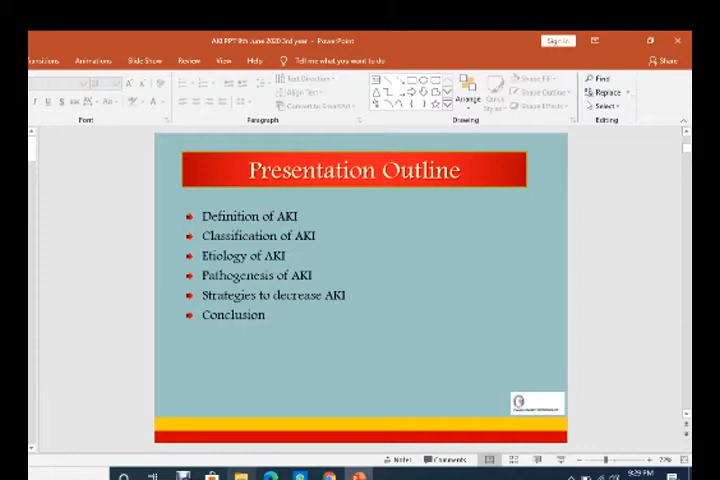 AKI PPT 9th June 2020 3rd year - PowerPoint
Sign in
Transitions Animations Slide Show Review View Help Tell me what you want to do Share
Text Direction
Align Text
Convert to SmartArt
Arrange
Quick Styles
Shape Fill
Shape Outline
Shape Effects
Find
Replace
Select
Font Paragraph Drawing Editing
Presentation Outline
Definition of AKI
Classification of AKI
Etiology of AKI
Pathogenesis of AKI
Strategies to decrease AKI
Conclusion
Notes Comments 77%
9:29 PM